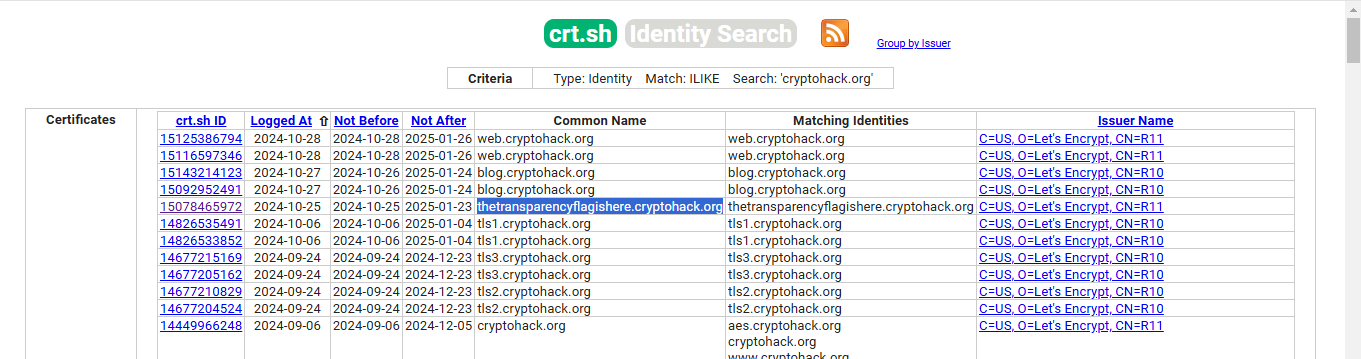 crt.sh Identity Search Group by Issuer
Criteria Type: Identity Match: ILIKE Search: 'cryptohack.org'
Certificates crt.sh ID Logged At ⇧ Not Before Not After Common Name Matching Identities Issuer Name
15125386794 2024-10-28 2024-10-28 2025-01-26 web.cryptohack.org web.cryptohack.org C=US, O=Let's Encrypt, CN=R11
15116597346 2024-10-28 2024-10-28 2025-01-26 web.cryptohack.org web.cryptohack.org C=US, O=Let's Encrypt, CN=R11
15143214123 2024-10-27 2024-10-26 2025-01-24 blog.cryptohack.org blog.cryptohack.org C=US, O=Let's Encrypt, CN=R10
15092952491 2024-10-27 2024-10-26 2025-01-24 blog.cryptohack.org blog.cryptohack.org C=US, O=Let's Encrypt, CN=R10
15078465972 2024-10-25 2024-10-25 2025-01-23 thetransparencyflagishere.cryptohack.org thetransparencyflagishere.cryptohack.org C=US, O=Let's Encrypt, CN=R11
14826535491 2024-10-06 2024-10-06 2025-01-04 tls1.cryptohack.org tls1.cryptohack.org C=US, O=Let's Encrypt, CN=R10
14826533852 2024-10-06 2024-10-06 2025-01-04 tls1.cryptohack.org tls1.cryptohack.org C=US, O=Let's Encrypt, CN=R10
14677215169 2024-09-24 2024-09-24 2024-12-23 tls3.cryptohack.org tls3.cryptohack.org C=US, O=Let's Encrypt, CN=R10
14677205162 2024-09-24 2024-09-24 2024-12-23 tls3.cryptohack.org tls3.cryptohack.org C=US, O=Let's Encrypt, CN=R10
14677210829 2024-09-24 2024-09-24 2024-12-23 tls2.cryptohack.org tls2.cryptohack.org C=US, O=Let's Encrypt, CN=R10
14677204524 2024-09-24 2024-09-24 2024-12-23 tls2.cryptohack.org tls2.cryptohack.org C=US, O=Let's Encrypt, CN=R10
14449966248 2024-09-06 2024-09-06 2024-12-05 cryptohack.org aes.cryptohack.org C=US, O=Let's Encrypt, CN=R11
cryptohack.org
www.cryptohack.org